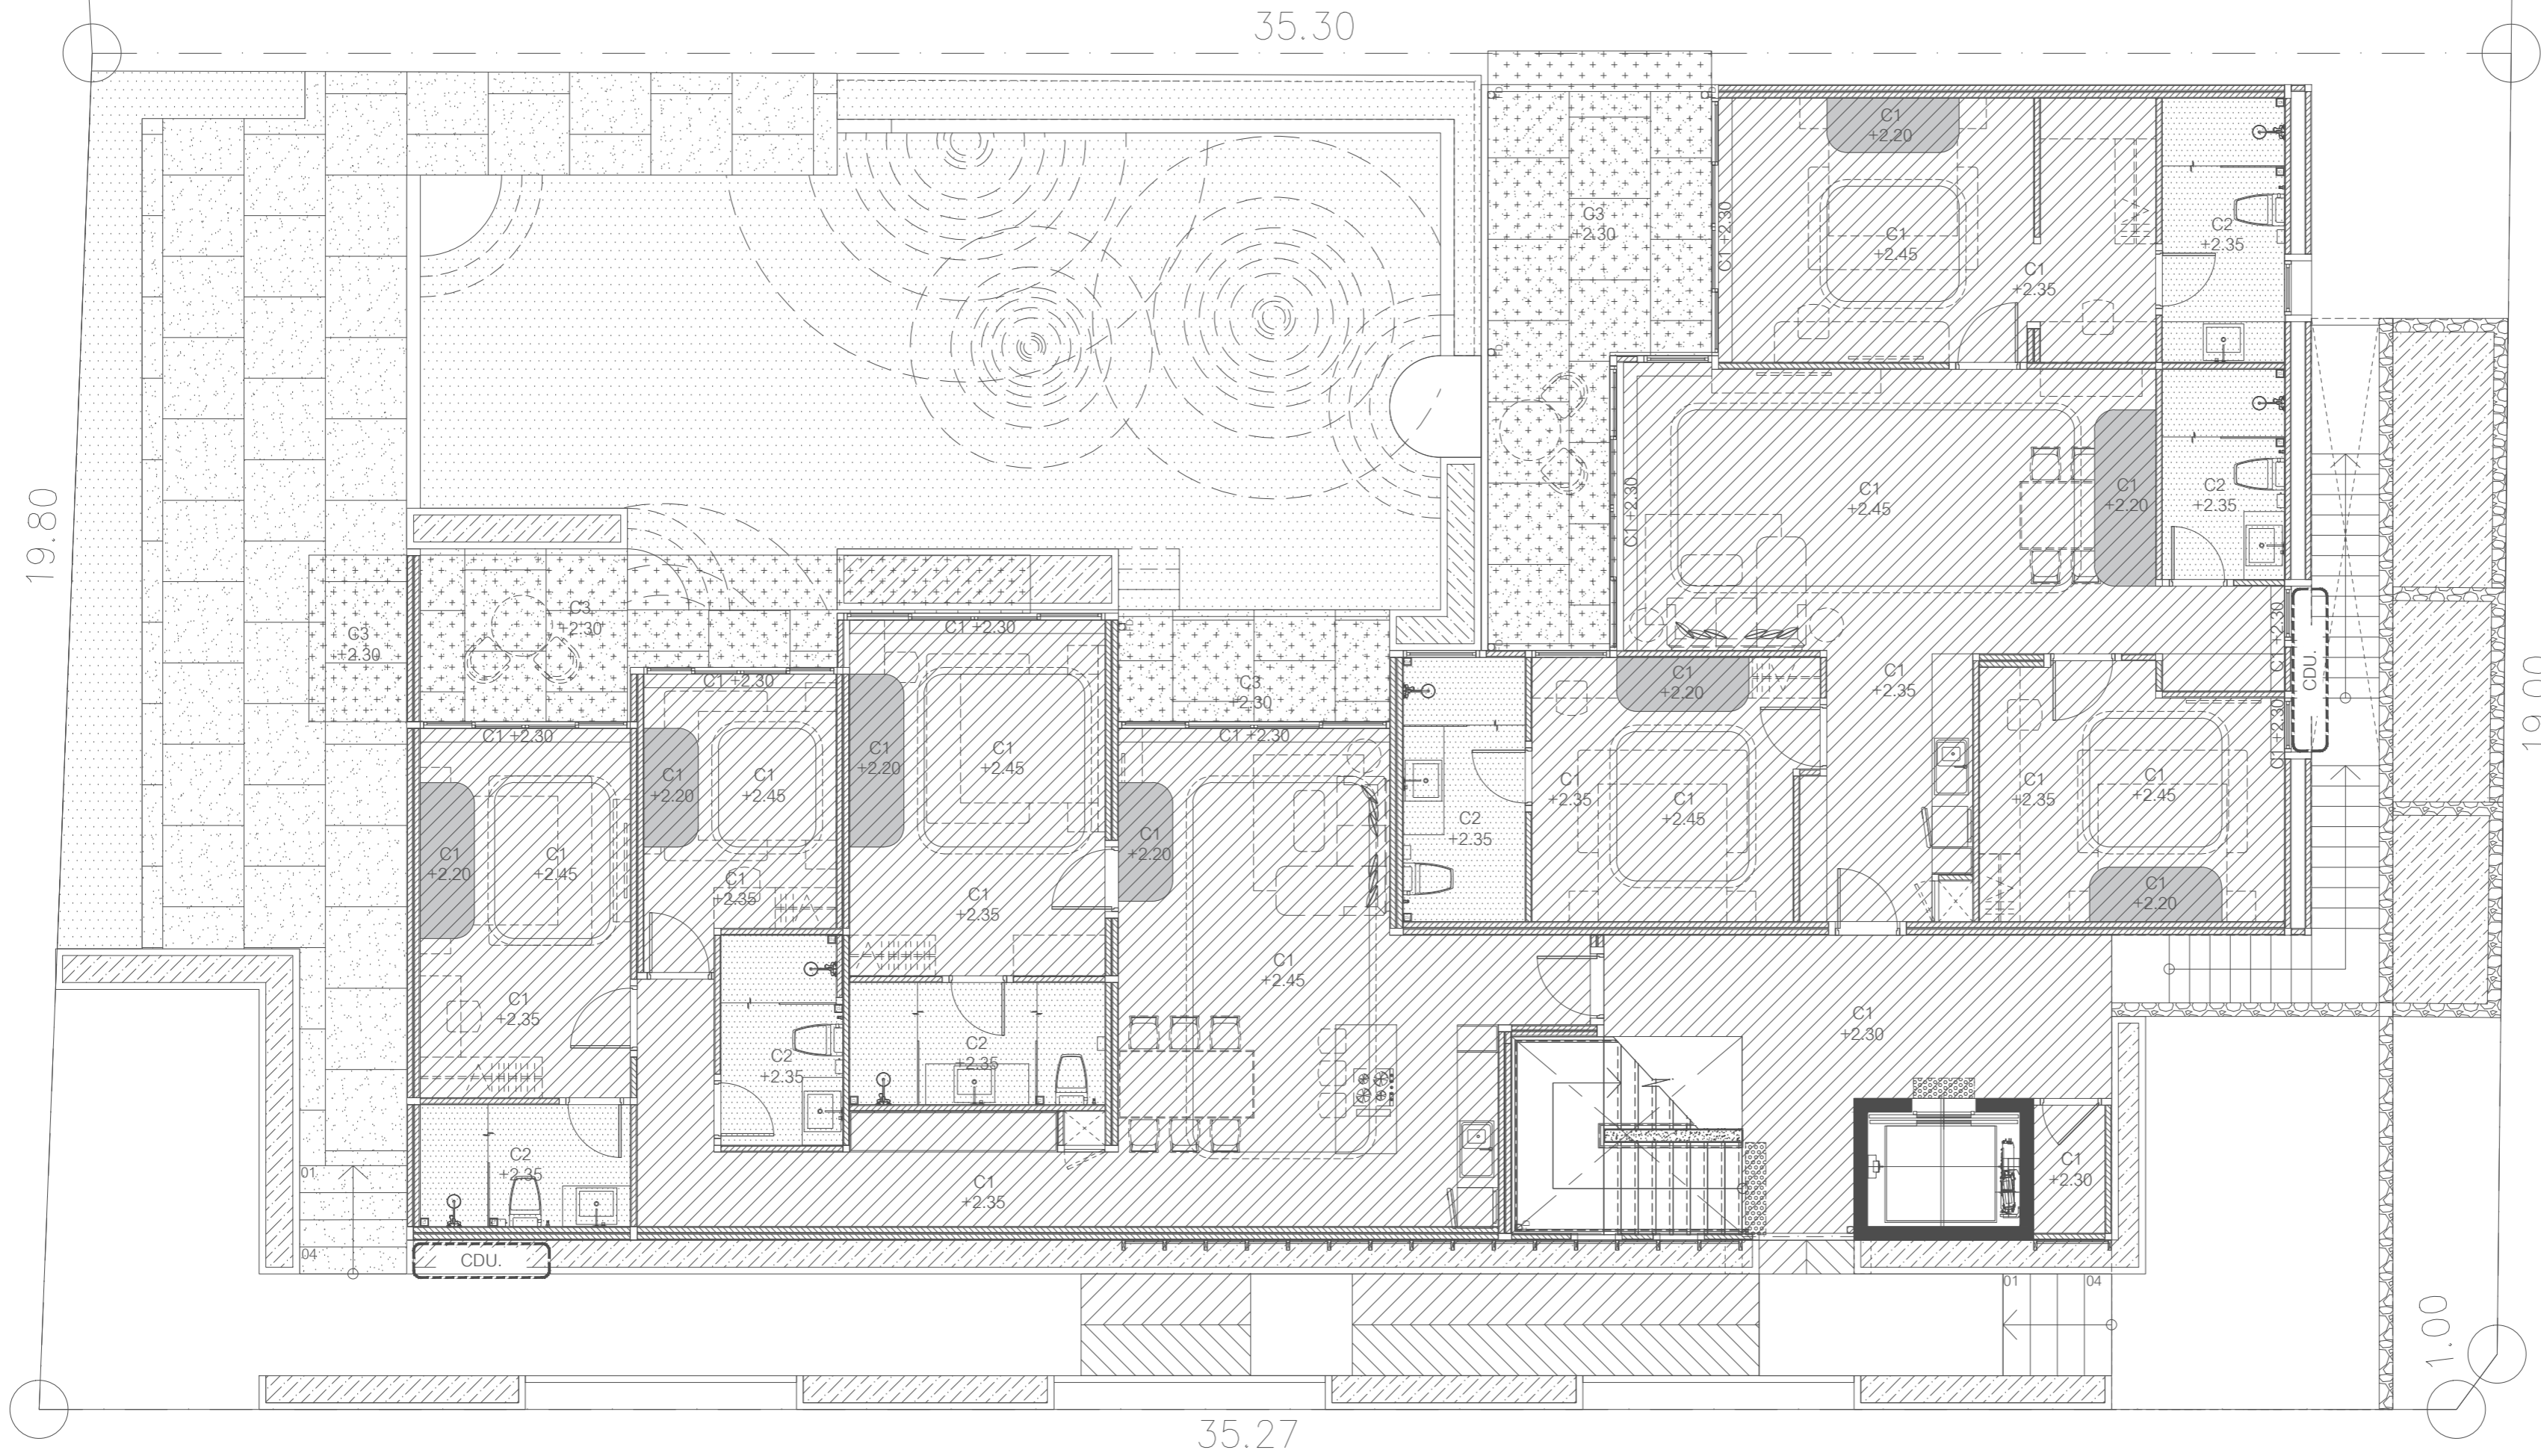 35.30
C1
+2.20
C3
+2.30
C1 +2.30
C1
+2.45
C2
+2.35
C1
+2.35
19.80
C1 +2.30
C1
+2.45
C1
+2.20
C2
+2.35
C3
+2.30
C3
+2.30
C1 +2.30
C1 +2.30
CDU.
C1 +2.30
C1
+2.20
C1
+2.35
C3
+2.30
19.00
C1 +2.30
C1 +2.30
C1
+2.20
C1
+2.45
C1
+2.20
C1
+2.45
C1
+2.35
C1
+2.45
C1
+2.35
C1
+2.45
C2
+2.35
C1
+2.20
C1
+2.45
C1
+2.20
C1
+2.35
C1
+2.20
C1
+2.35
C1
+2.45
C1
+2.35
C1
+2.30
C2
+2.35
C2
+2.35
C2
+2.35
01
C1
+2.35
C1
+2.30
04
CDU.
01
04
1.00
35.27